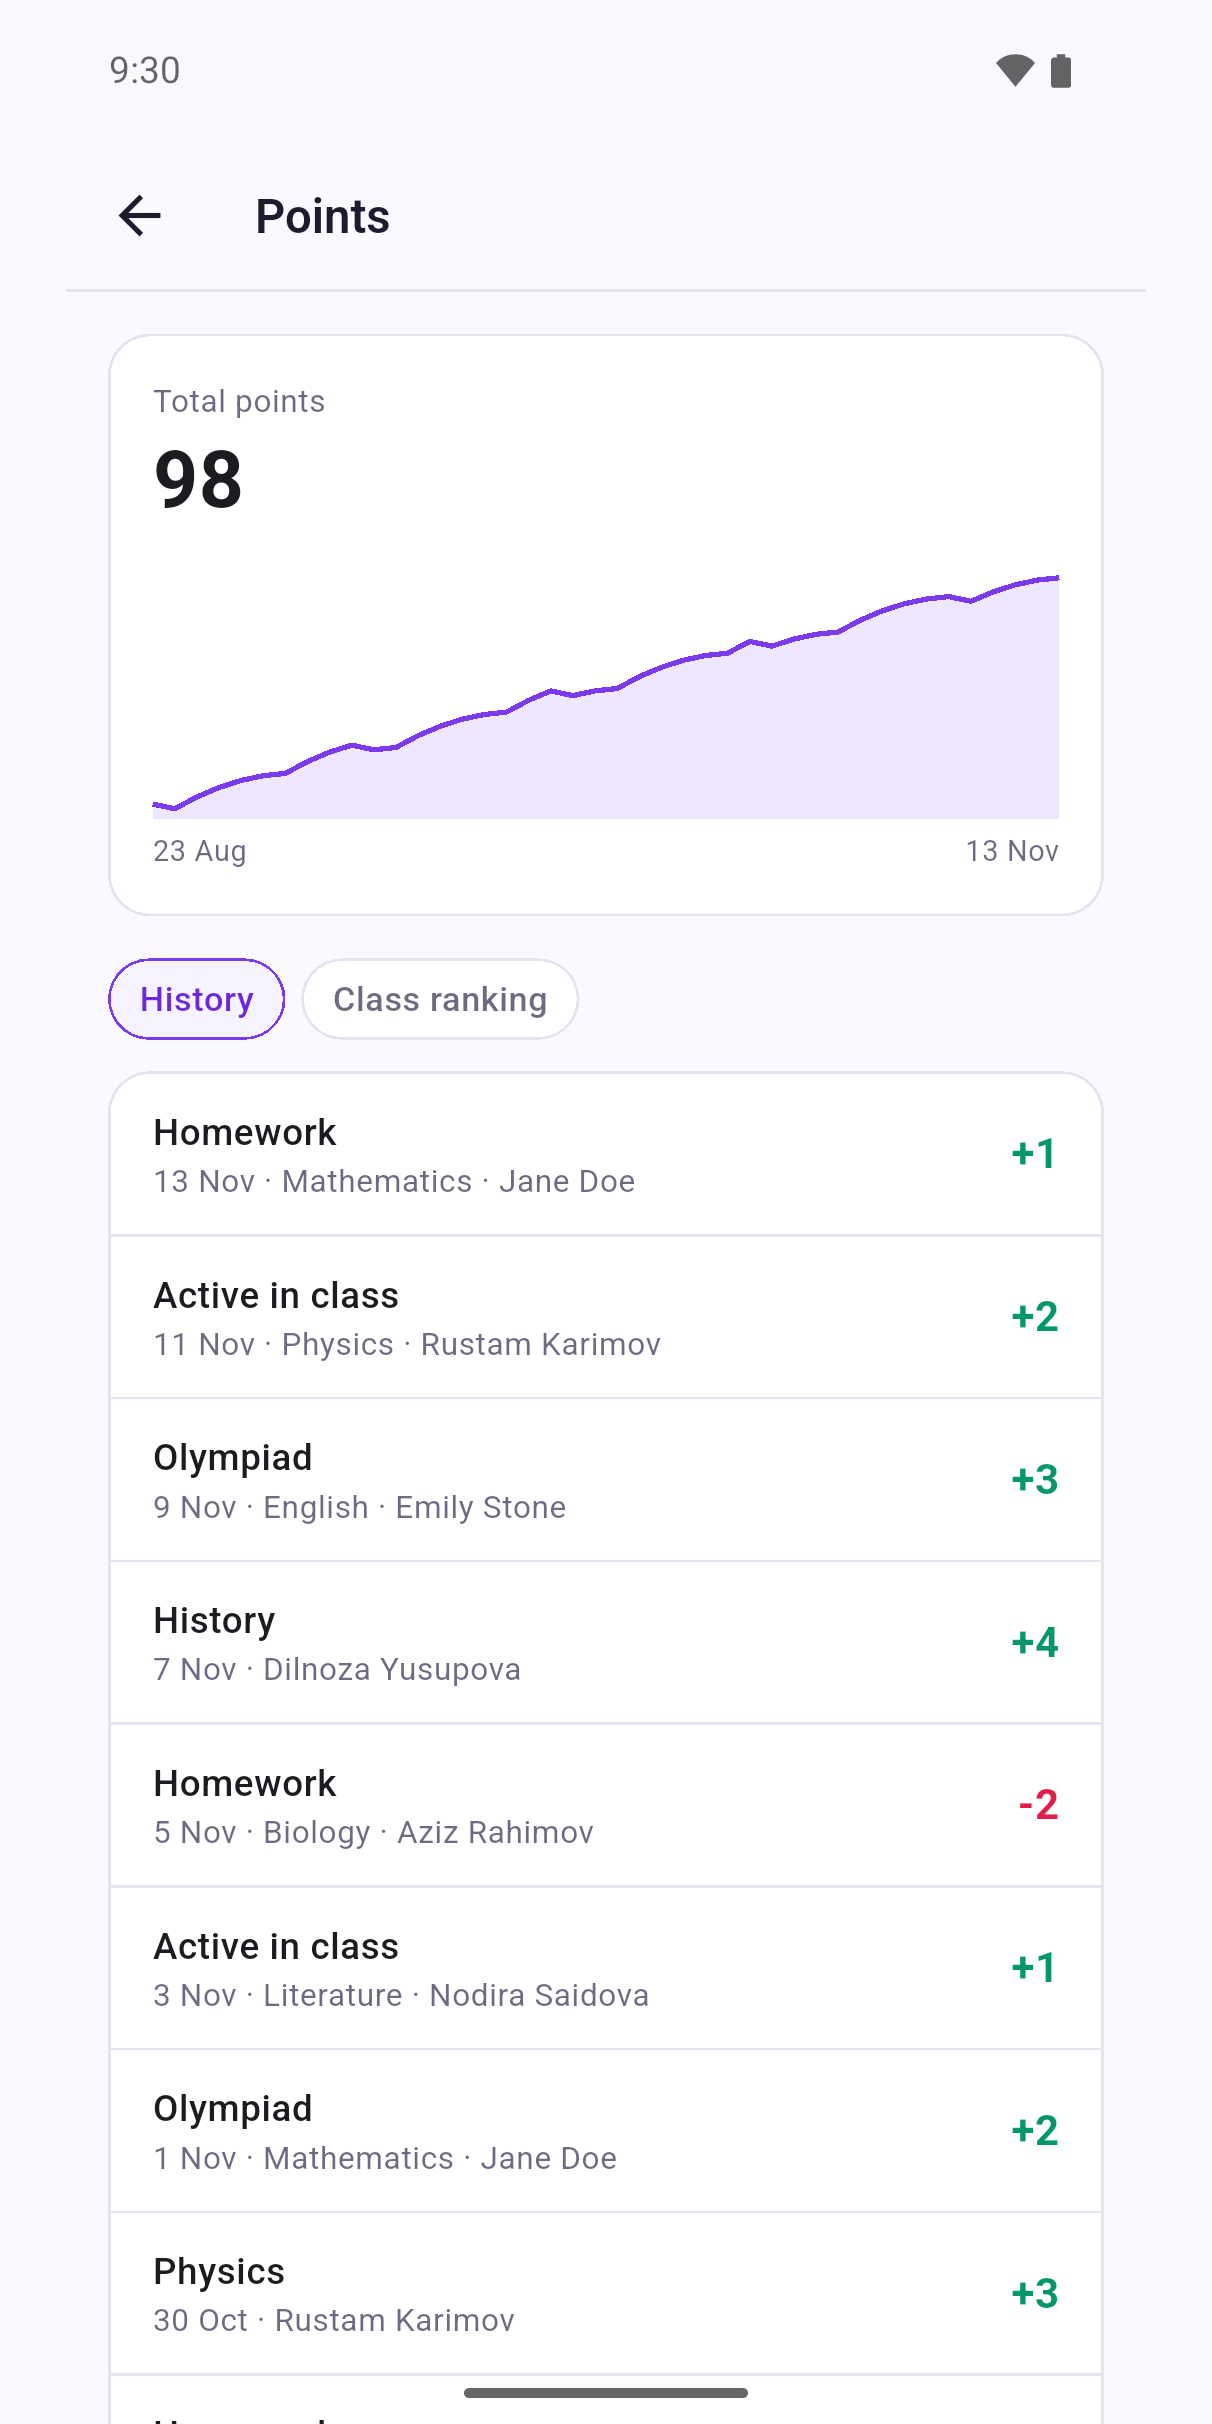 9:30
Points
Total points
98
23 Aug
13 Nov
History
Class ranking
Homework
13 Nov · Mathematics · Jane Doe
+1
Active in class
11 Nov · Physics · Rustam Karimov
+2
Olympiad
9 Nov · English · Emily Stone
+3
History
7 Nov · Dilnoza Yusupova
+4
Homework
5 Nov · Biology · Aziz Rahimov
-2
Active in class
3 Nov · Literature · Nodira Saidova
+1
Olympiad
1 Nov · Mathematics · Jane Doe
+2
Physics
30 Oct · Rustam Karimov
+3